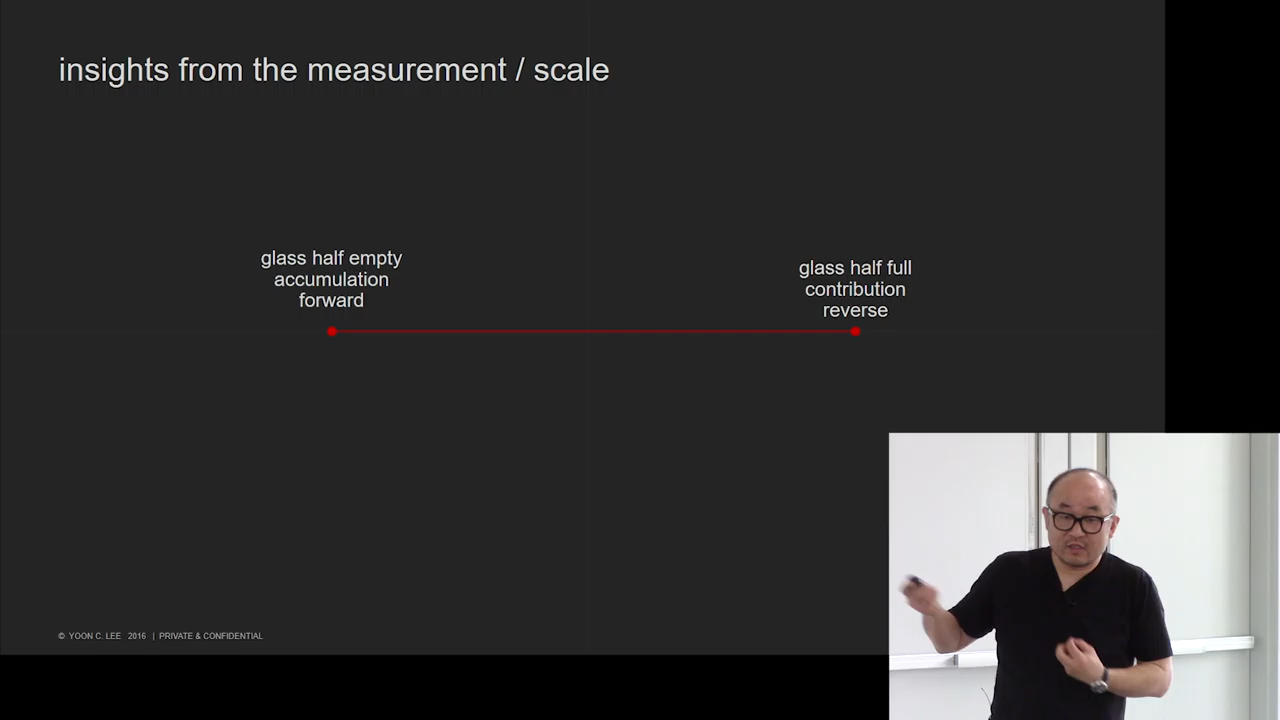 insights from the measurement / scale
glass half empty
accumulation
forward
glass half full
contribution
reverse
© YOON C. LEE 2016 | PRIVATE & CONFIDENTIAL